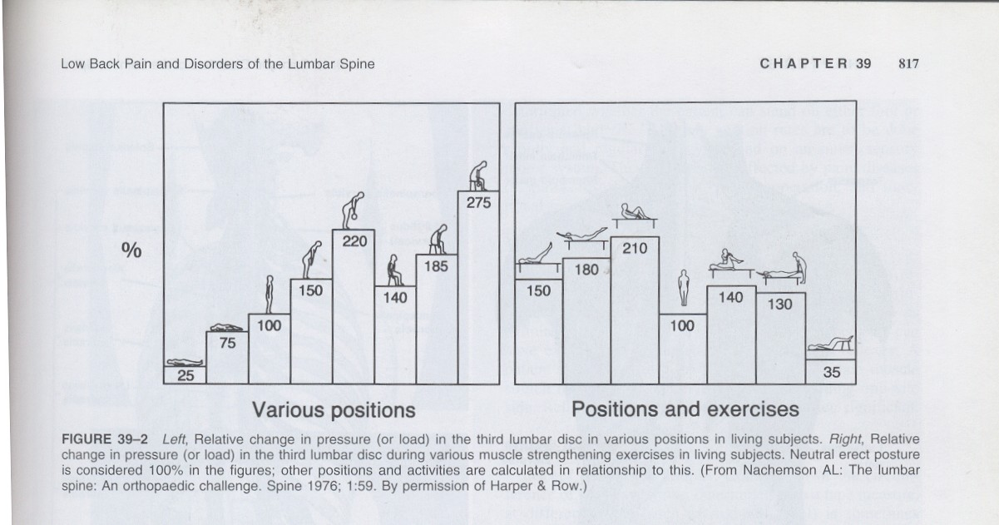 Low Back Pain and Disorders of the Lumbar Spine
CHAPTER 39 817
%
25
75
100
150
220
140
185
275
Various positions
150
180
210
100
140
130
35
Positions and exercises
FIGURE 39–2 Left, Relative change in pressure (or load) in the third lumbar disc in various positions in living subjects. Right, Relative
change in pressure (or load) in the third lumbar disc during various muscle strengthening exercises in living subjects. Neutral erect posture
is considered 100% in the figures; other positions and activities are calculated in relationship to this. (From Nachemson AL: The lumbar
spine: An orthopaedic challenge. Spine 1976; 1:59. By permission of Harper & Row.)